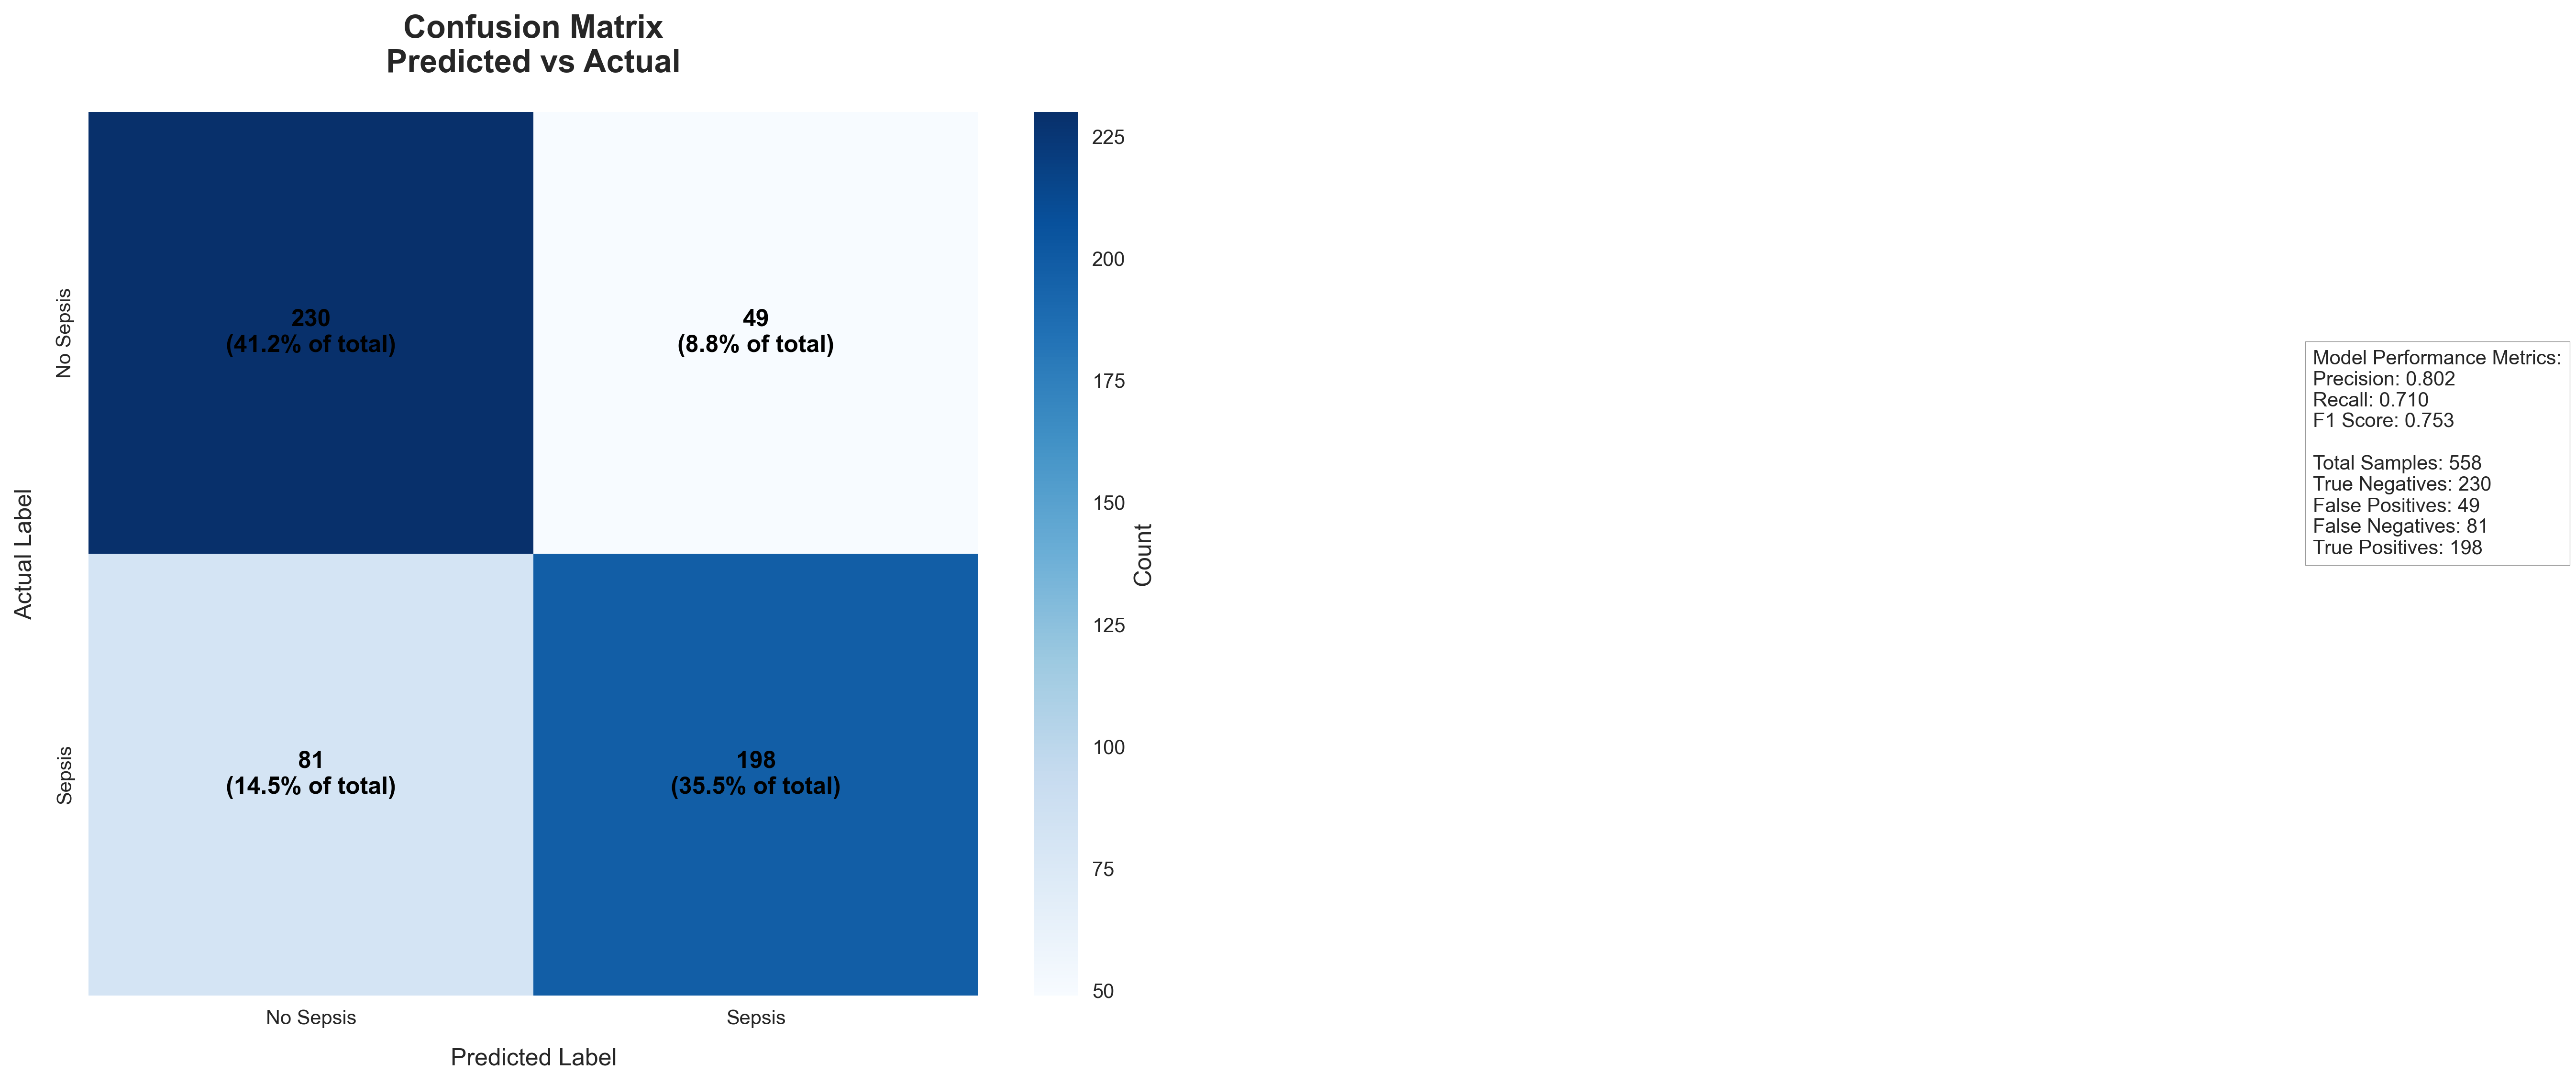 Confusion Matrix
Predicted vs Actual
Actual Label
No Sepsis
Sepsis
230
(41.2% of total)
49
(8.8% of total)
81
(14.5% of total)
198
(35.5% of total)
No Sepsis
Sepsis
Predicted Label
225
200
175
150
125
100
75
50
Count
Model Performance Metrics:
Precision: 0.802
Recall: 0.710
F1 Score: 0.753
Total Samples: 558
True Negatives: 230
False Positives: 49
False Negatives: 81
True Positives: 198